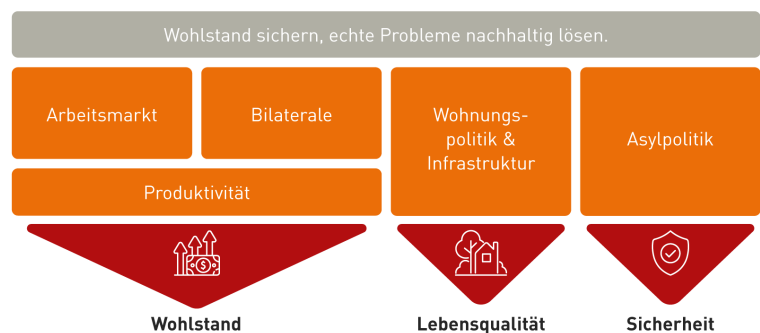 Wohlstand sichern, echte Probleme nachhaltig lösen.
Arbeitsmarkt
Bilaterale
Wohnungs-
politik &
Infrastruktur
Asylpolitik
Produktivität
$
Wohlstand
Lebensqualität
Sicherheit